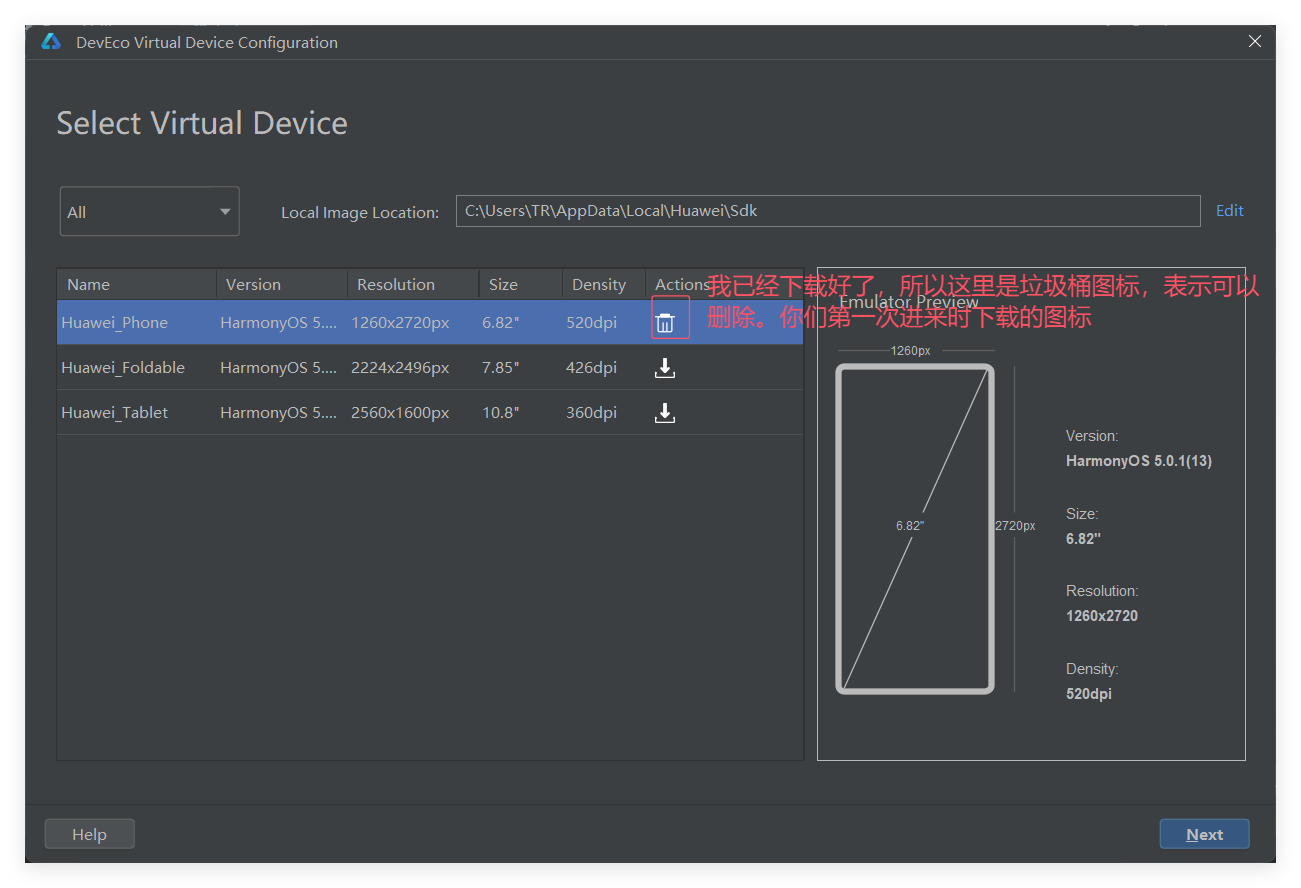 DevEco Virtual Device Configuration
Select Virtual Device
All
Local Image Location:
C:\Users\TR\AppData\Local\Huawei\Sdk
Edit
Name Version Resolution Size Density Actions
Huawei_Phone HarmonyOS 5.... 1260x2720px 6.82" 520dpi
Huawei_Foldable HarmonyOS 5.... 2224x2496px 7.85" 426dpi
Huawei_Tablet HarmonyOS 5.... 2560x1600px 10.8" 360dpi
我已经下载好了，所以这里是垃圾桶图标，表示可以
删除。你们第一次进来时下载的图标
Emulator Preview
1260px
6.82"
2720px
Version:
HarmonyOS 5.0.1(13)
Size:
6.82"
Resolution:
1260x2720
Density:
520dpi
Help
Next